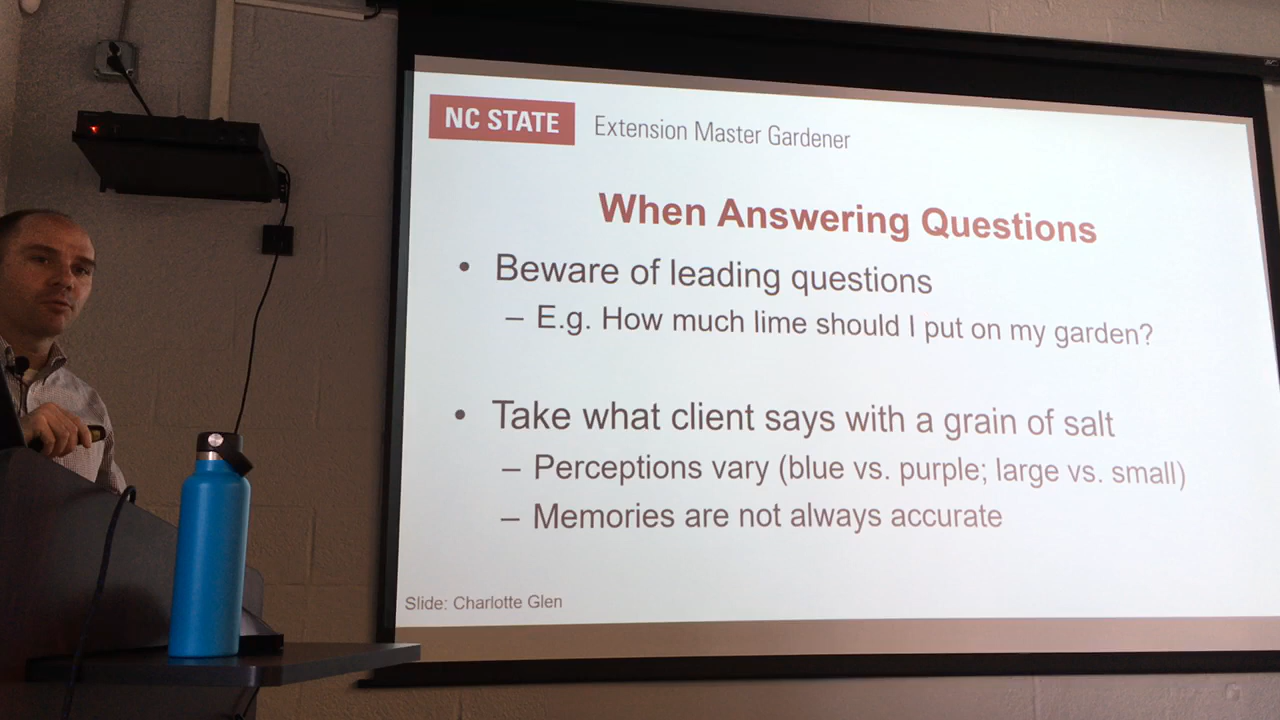 NC STATE Extension Master Gardener
When Answering Questions
• Beware of leading questions
– E.g. How much lime should I put on my garden?
• Take what client says with a grain of salt
– Perceptions vary (blue vs. purple; large vs. small)
– Memories are not always accurate
Slide: Charlotte Glen